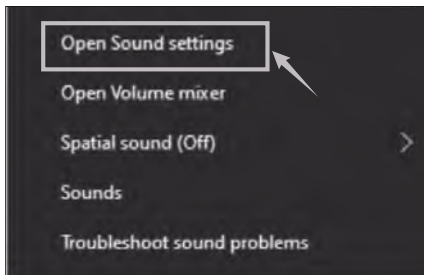 Open Sound settings
Open Volume mixer
Spatial sound (Off)
Sounds
Troubleshoot sound problems